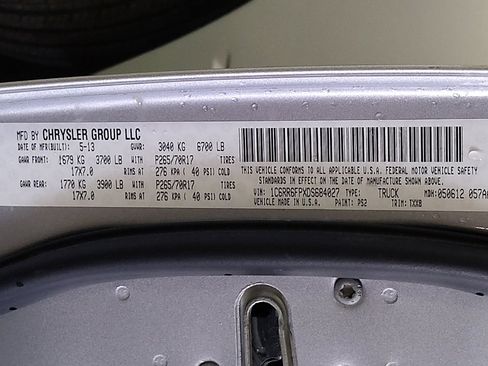 MFD BY CHRYSLER GROUP LLC
DATE OF MFR(BUILT): 5-13 GVWR: 3040 KG 6700 LB
GAWR FRONT: 1679 KG 3700 LB WITH P265/70R17 TIRES
17X7.0 276 KPA ( 40 PSI) COLD
GAWR REAR: 1770 KG 3900 LB WITH P265/70R17 TIRES
17X7.0 276 KPA ( 40 PSI) COLD
THIS VEHICLE CONFORMS TO ALL APPLICABLE U.S.A. FEDERAL MOTOR VEHICLE SAFETY
STANDARDS IN EFFECT ON THE DATE OF MANUFACTURE SHOWN ABOVE.
VIN: 1C6RR6FPXDS684027 TYPE: TRUCK MDH: 050612 057A
VEHICLE MADE IN U.S.A. PAINT: PS2 TRIM: TXX8